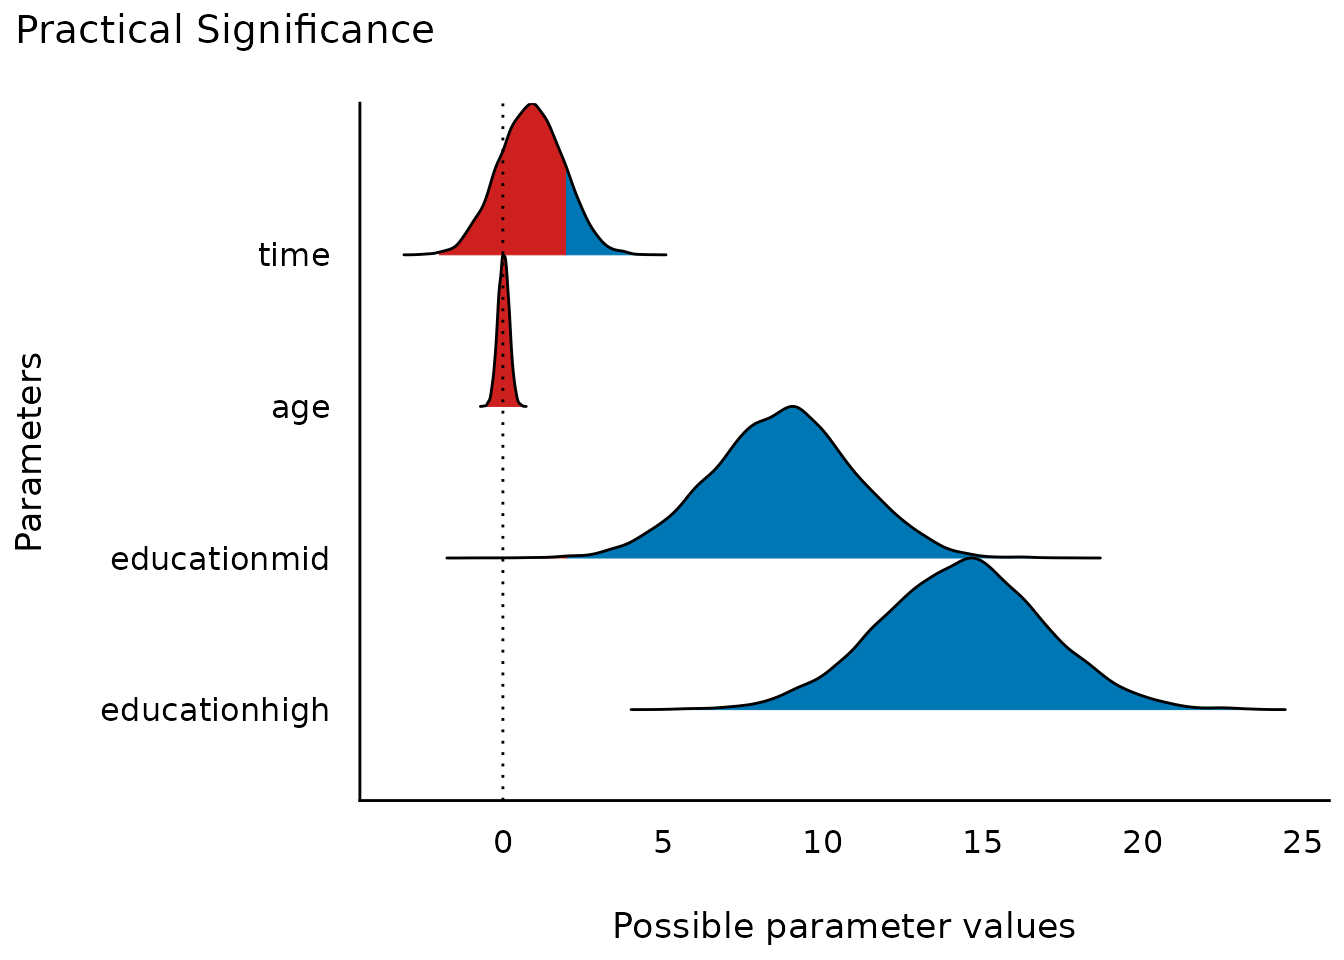 Practical Significance
Parameters
time
age
educationmid
educationhigh
0 5 10 15 20 25
Possible parameter values